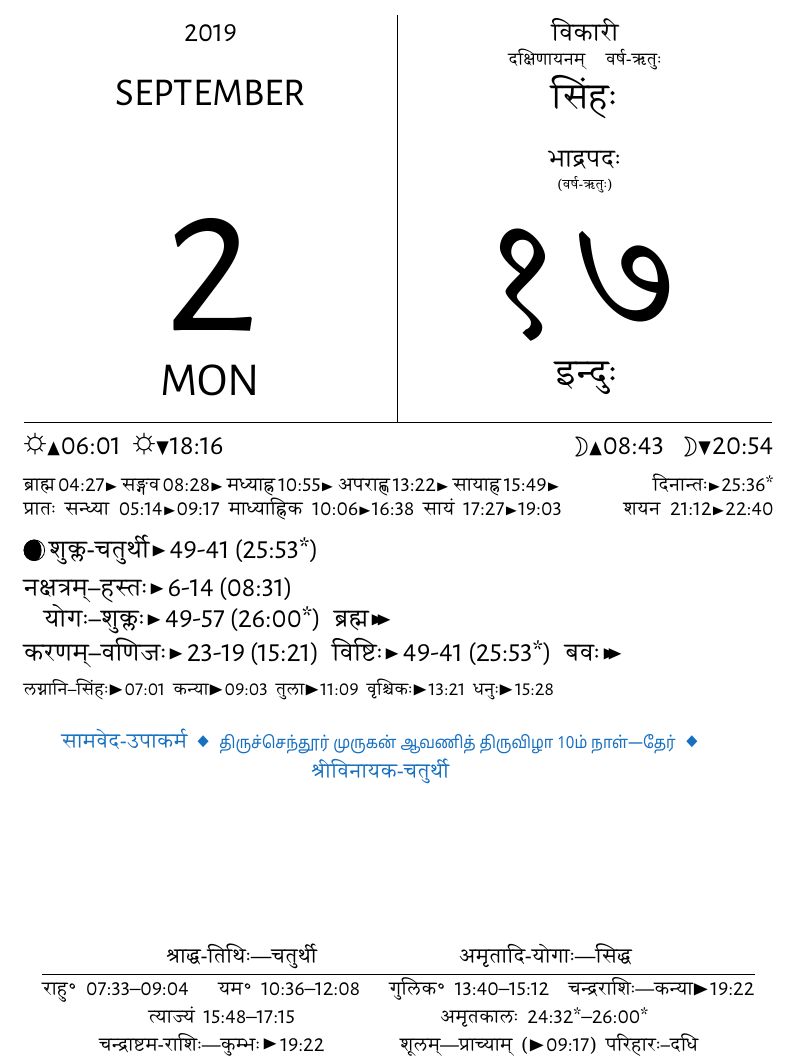 2019
SEPTEMBER
2
MON
विकारी
दक्षिणायनम् वर्ष-ऋतुः
सिंहः
भाद्रपदः
(वर्ष-ऋतुः)
१७
इन्दुः
☼▲06:01 ☼▼18:16 ☽▲08:43 ☽▼20:54
ब्राह्म 04:27► सङ्गव 08:28► मध्याह्न 10:55► अपराह्ण 13:22► सायाह्न 15:49► दिनान्तः►25:36*
प्रातः सन्ध्या 05:14►09:17 माध्याह्निक 10:06►16:38 सायं 17:27►19:03 शयन 21:12►22:40
शुक्ल-चतुर्थी►49-41 (25:53*)
नक्षत्रम्–हस्तः►6-14 (08:31)
योगः–शुक्लः►49-57 (26:00*) ब्रह्म►►
करणम्–वणिजः►23-19 (15:21) विष्टिः►49-41 (25:53*) बवः►►
लग्नानि–सिंहः►07:01 कन्या►09:03 तुला►11:09 वृश्चिकः►13:21 धनुः►15:28
सामवेद-उपाकर्म ◆ திருச்செந்தூர் முருகன் ஆவணித் திருவிழா 10ம் நாள்—தேர் ◆
श्रीविनायक-चतुर्थी
श्राद्ध-तिथिः—चतुर्थी अमृतादि-योगाः—सिद्ध
राहु॰ 07:33–09:04 यम॰ 10:36–12:08 गुलिक॰ 13:40–15:12 चन्द्रराशिः—कन्या►19:22
त्याज्यं 15:48–17:15 अमृतकालः 24:32*–26:00*
चन्द्राष्टम-राशिः—कुम्भः►19:22 शूलम्—प्राच्याम् (►09:17) परिहारः–दधि